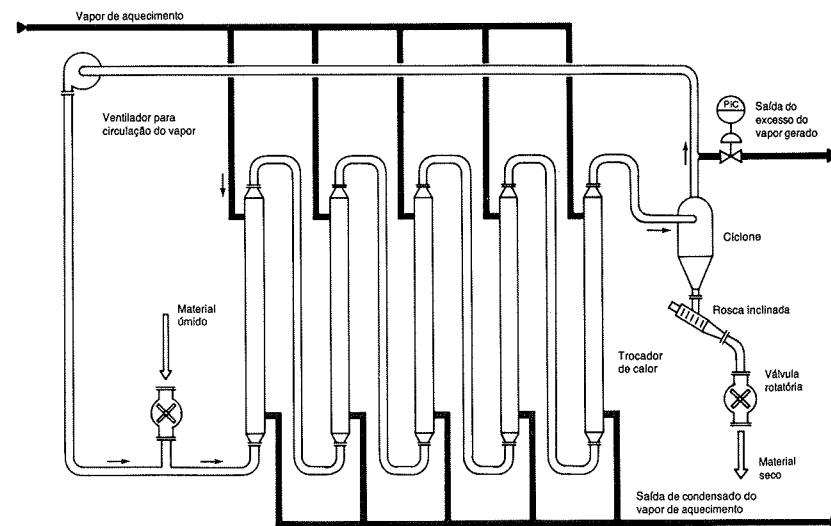 Vapor de aquecimento
PIC
Saída do
excesso do
vapor gerado
Ventilador para
circulação do vapor
Ciclone
Material
úmido
Rosca inclinada
Trocador
de calor
Válvula
rotatória
Material
seco
Saída de condensado do
vapor de aquecimento